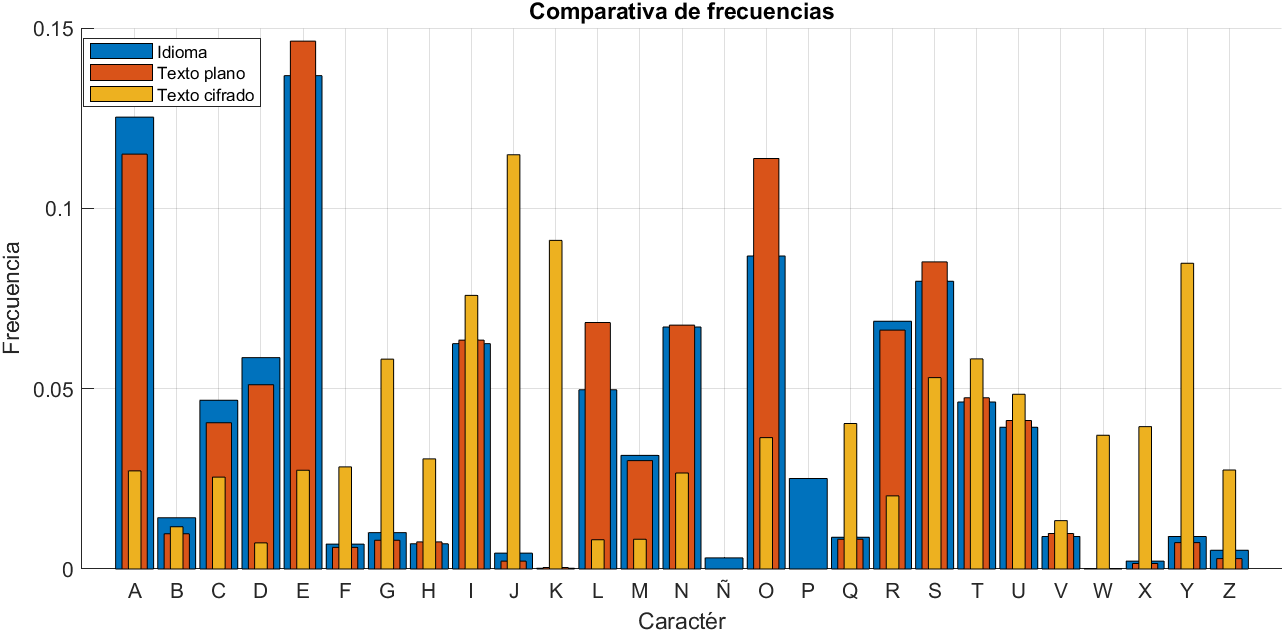 Comparativa de frecuencias
0.15
Idioma
Texto plano
Texto cifrado
0.1
Frecuencia
0.05
0
A B C D E F G H I J K L M N Ñ O P Q R S T U V W X Y Z
Caractér